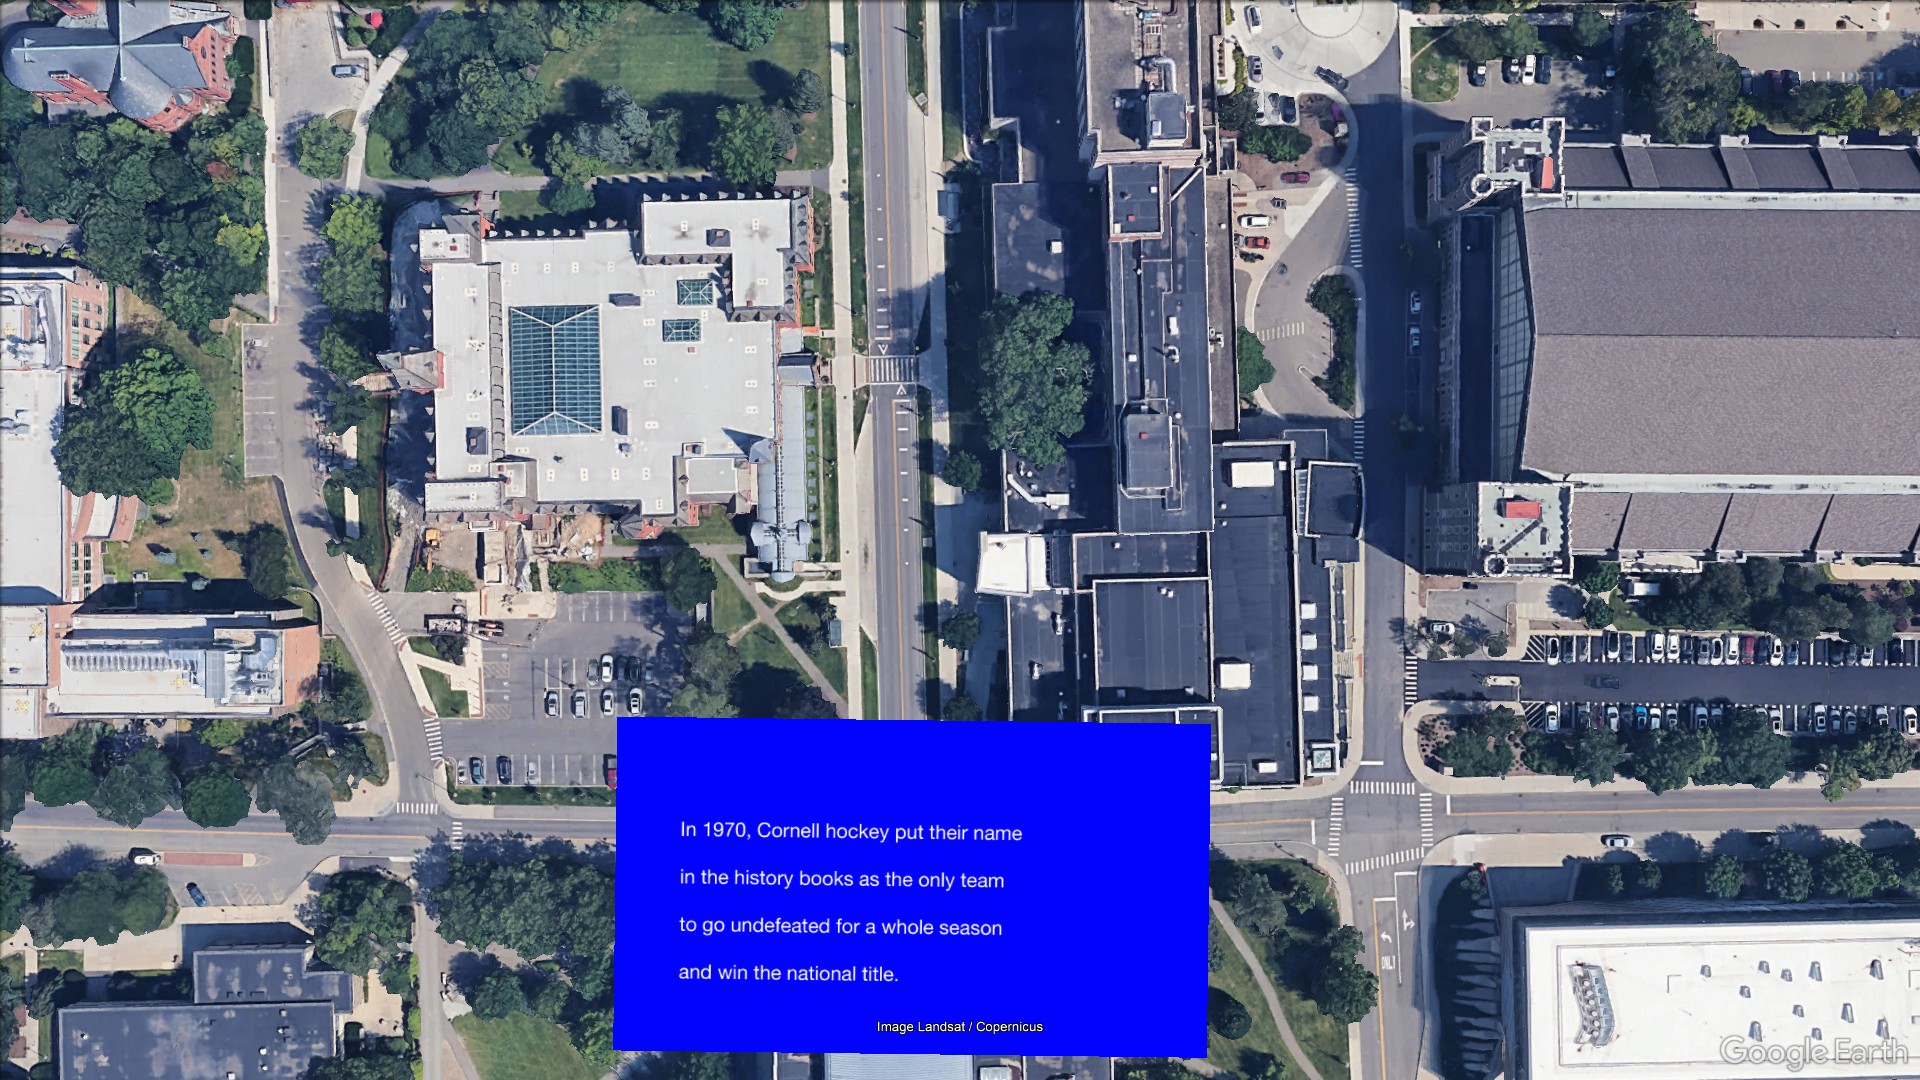 In 1970, Cornell hockey put their name
in the history books as the only team
to go undefeated for a whole season
and win the national title.
Image Landsat / Copernicus
ONLY
Google Earth